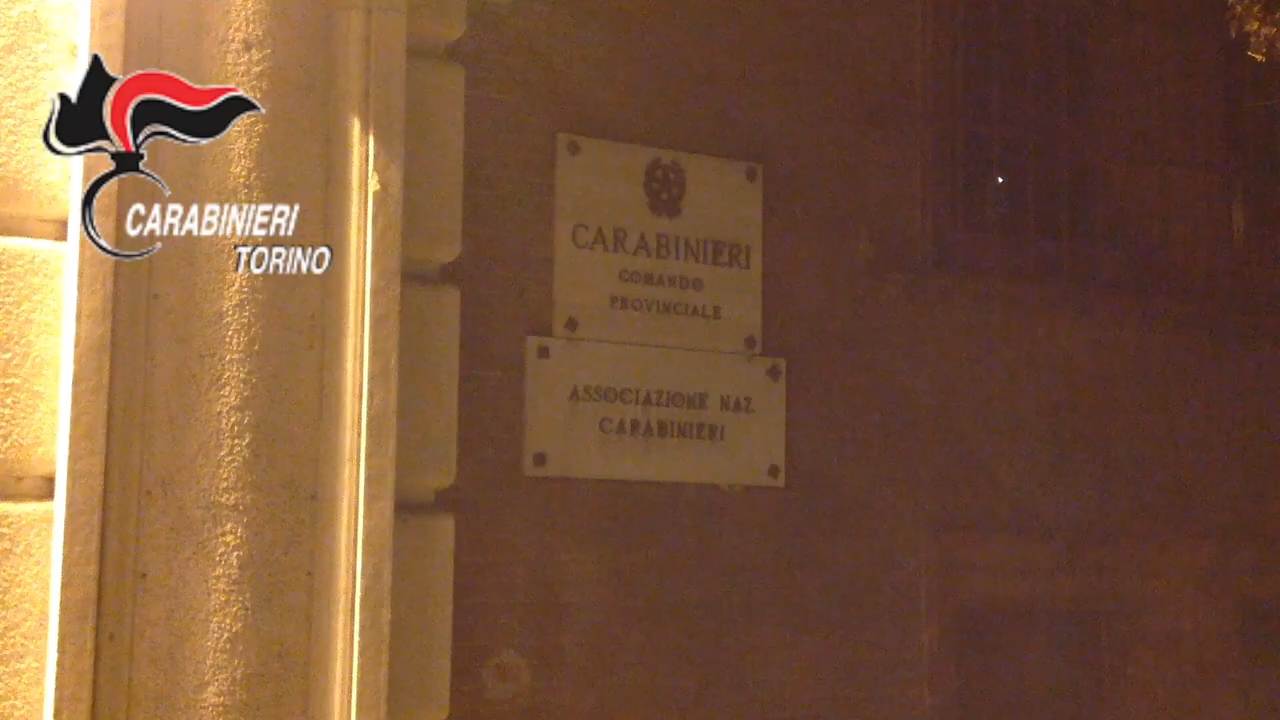 CARABINIERI
TORINO
CARABINIERI
COMANDO
PROVINCIALE
ASSOCIAZIONE NAZ.
CARABINIERI